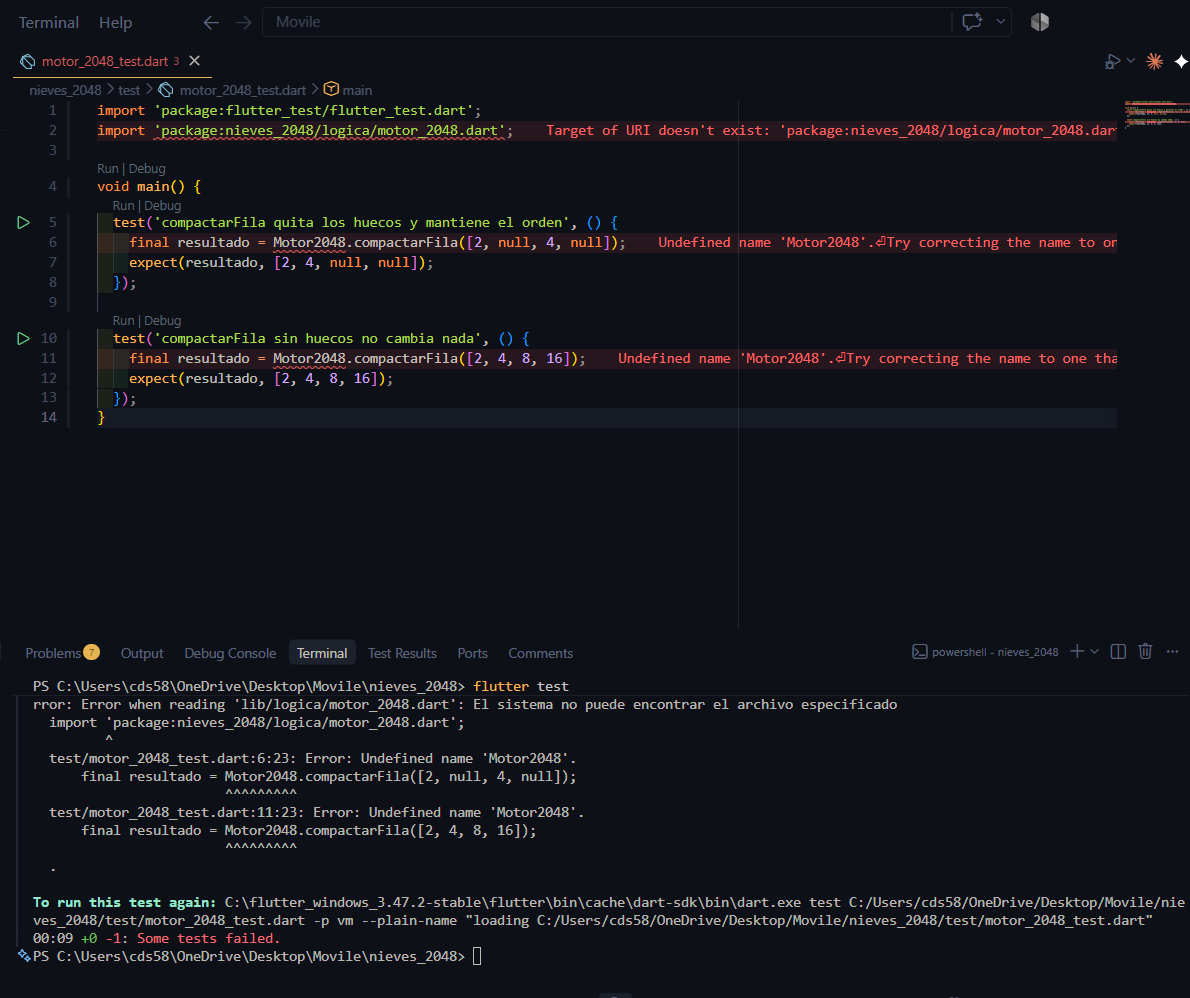 Terminal Help Movile
motor_2048_test.dart 3
nieves_2048 > test > motor_2048_test.dart > main
1 import 'package:flutter_test/flutter_test.dart';
2 import 'package:nieves_2048/logica/motor_2048.dart'; Target of URI doesn't exist: 'package:nieves_2048/logica/motor_2048.dar
3
Run | Debug
4 void main() {
Run | Debug
5 test('compactarFila quita los huecos y mantiene el orden', () {
6 final resultado = Motor2048.compactarFila([2, null, 4, null]); Undefined name 'Motor2048'.⏎Try correcting the name to on
7 expect(resultado, [2, 4, null, null]);
8 });
9
Run | Debug
10 test('compactarFila sin huecos no cambia nada', () {
11 final resultado = Motor2048.compactarFila([2, 4, 8, 16]); Undefined name 'Motor2048'.⏎Try correcting the name to one tha
12 expect(resultado, [2, 4, 8, 16]);
13 });
14 }
Problems 7 Output Debug Console Terminal Test Results Ports Comments powershell - nieves_2048
PS C:\Users\cds58\OneDrive\Desktop\Movile\nieves_2048> flutter test
rror: Error when reading 'lib/logica/motor_2048.dart': El sistema no puede encontrar el archivo especificado
import 'package:nieves_2048/logica/motor_2048.dart';
^
test/motor_2048_test.dart:6:23: Error: Undefined name 'Motor2048'.
final resultado = Motor2048.compactarFila([2, null, 4, null]);
^^^^^^^^^
test/motor_2048_test.dart:11:23: Error: Undefined name 'Motor2048'.
final resultado = Motor2048.compactarFila([2, 4, 8, 16]);
^^^^^^^^^
.
To run this test again: C:\flutter_windows_3.47.2-stable\flutter\bin\cache\dart-sdk\bin\dart.exe test C:/Users/cds58/OneDrive/Desktop/Movile/nie
ves_2048/test/motor_2048_test.dart -p vm --plain-name "loading C:/Users/cds58/OneDrive/Desktop/Movile/nieves_2048/test/motor_2048_test.dart"
00:09 +0 -1: Some tests failed.
PS C:\Users\cds58\OneDrive\Desktop\Movile\nieves_2048>